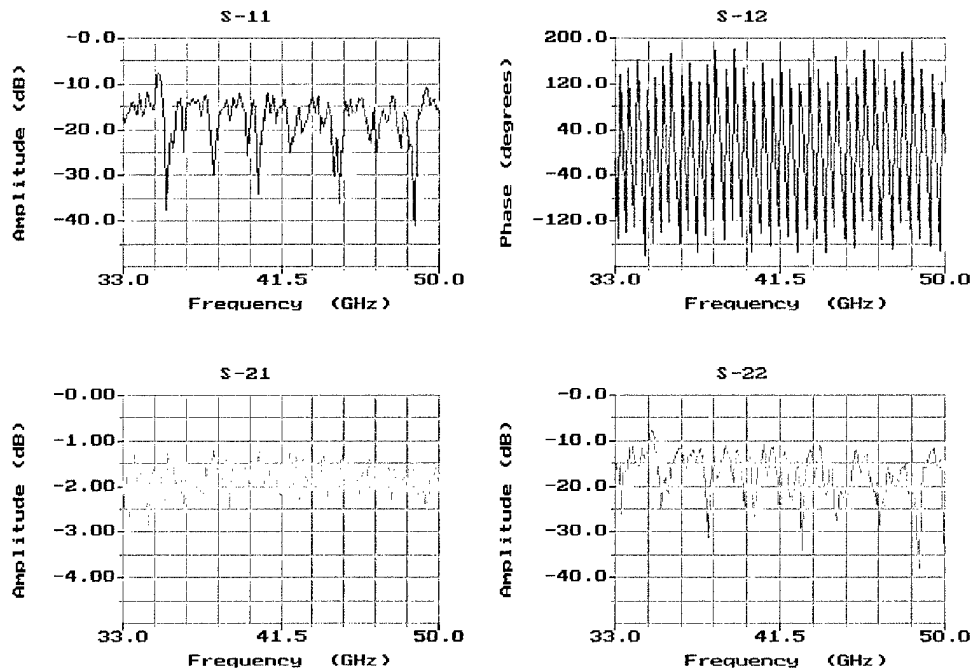 S-11
-0.0
-10.0
-20.0
-30.0
-40.0
Amplitude (dB)
33.0 41.5 50.0
Frequency (GHz)
S-12
200.0
120.0
40.0
-40.0
-120.0
Phase (degrees)
33.0 41.5 50.0
Frequency (GHz)
S-21
-0.00
-1.00
-2.00
-3.00
-4.00
Amplitude (dB)
33.0 41.5 50.0
Frequency (GHz)
S-22
-0.0
-10.0
-20.0
-30.0
-40.0
Amplitude (dB)
33.0 41.5 50.0
Frequency (GHz)